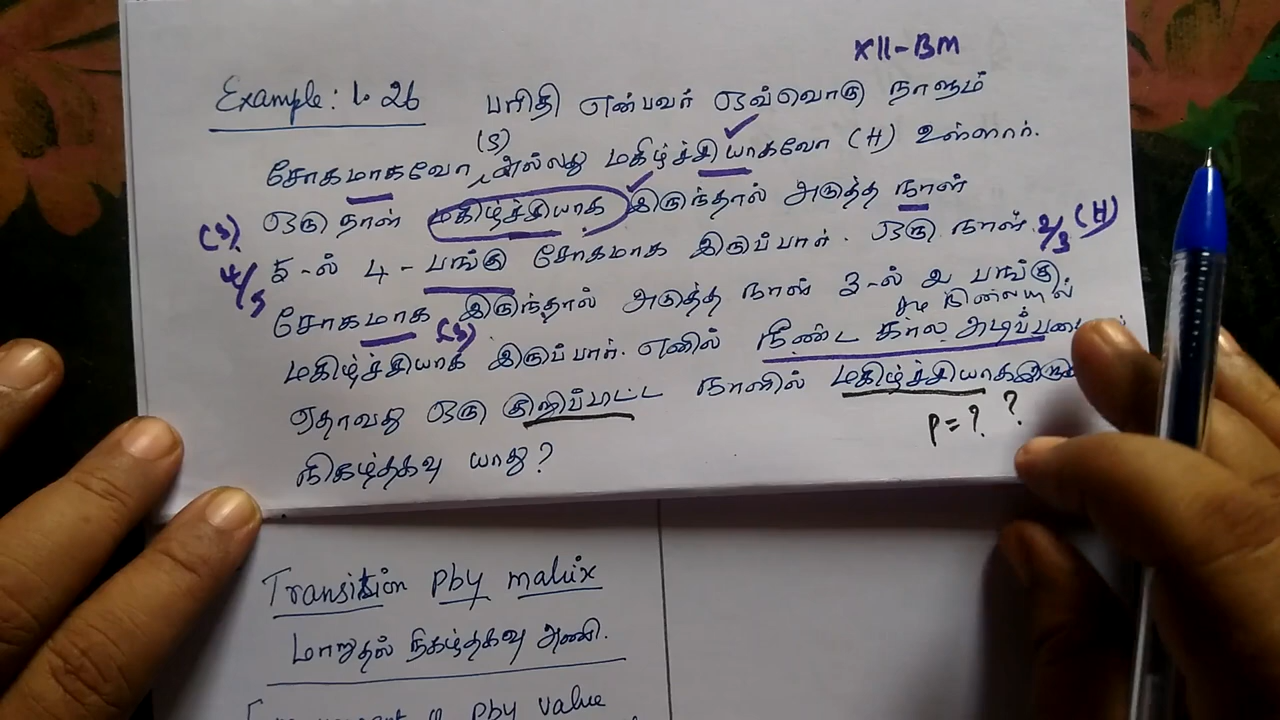 XII-BM
Example: 1.26 பரிதி என்பவர் ஒவ்வொரு நாளும்
(S)
சோகமாகவோ, அல்லது மகிழ்ச்சியாகவோ (H) உள்ளார்.
ஒரு நாள் மகிழ்ச்சியாக இருந்தால் அடுத்த நாள்
(S) 4/5 5-ல் 4-பங்கு சோகமாக இருப்பாள். ஒரு நாள் 2/3 (H)
சோகமாக (S) இருந்தால் அடுத்த நாள் 3-ல் 2 பங்கு
சம நிலையில்
மகிழ்ச்சியாக இருப்பார். எனில் நீண்ட கால
ஏதாவது ஒரு குறிப்பிட்ட நாளில் மகிழ்ச்சியாக
P=? ?
நிகழ்தகவு யாது?
Transition Pby matrix
மாறுதல் நிகழ்தகவு அணி.
Pby value